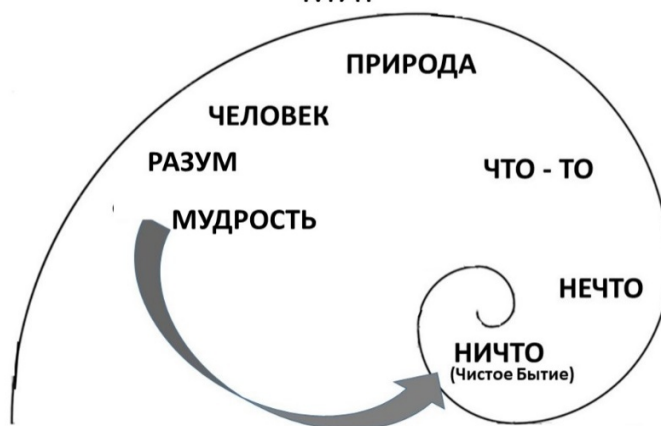 ПРИРОДА
ЧЕЛОВЕК
РАЗУМ
ЧТО - ТО
МУДРОСТЬ
НЕЧТО
НИЧТО
(Чистое Бытие)